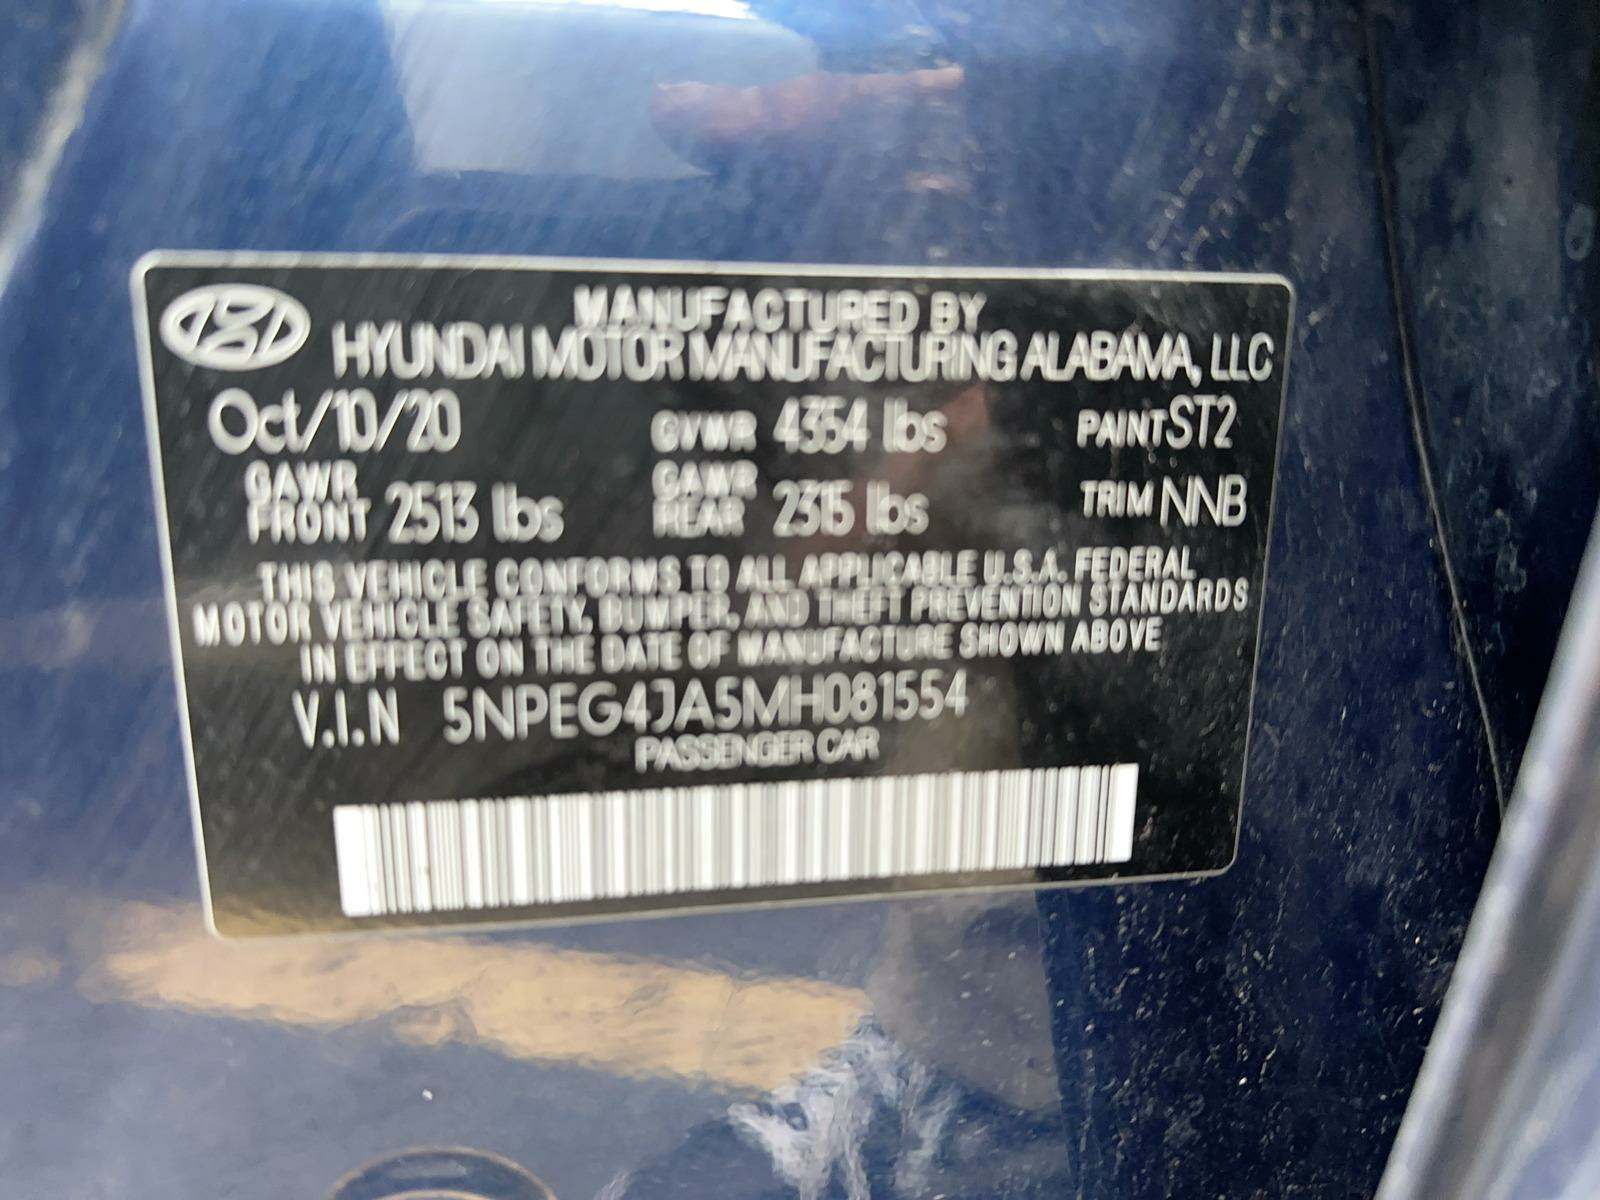 MANUFACTURED BY
HYUNDAI MOTOR MANUFACTURING ALABAMA, LLC
Oct/10/20 GVWR 4354 lbs PAINT ST2
GAWR FRONT 2513 lbs GAWR REAR 2315 lbs TRIM NNB
THIS VEHICLE CONFORMS TO ALL APPLICABLE U.S.A. FEDERAL
MOTOR VEHICLE SAFETY, BUMPER, AND THEFT PREVENTION STANDARDS
IN EFFECT ON THE DATE OF MANUFACTURE SHOWN ABOVE
V.I.N 5NPEG4JA5MH081554
PASSENGER CAR